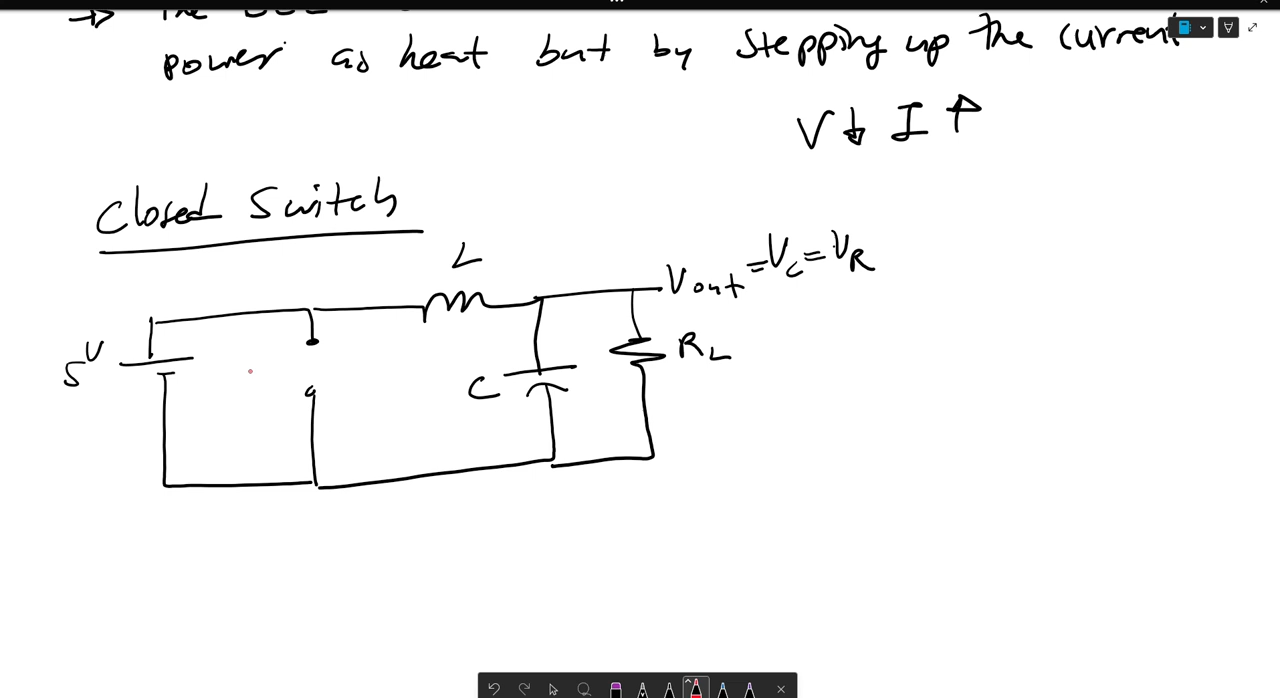 power as heat but by stepping up the current
V↓ I↑
Closed Switch
L
Vout = Vc = VR
5V
C
RL